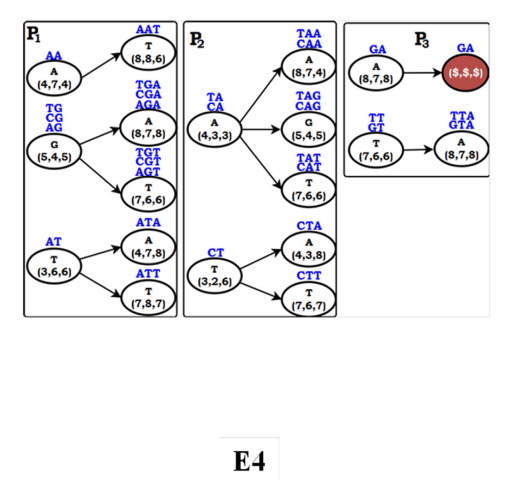 P1
AA
A
(4,7,4)
AAT
T
(8,8,6)
TG
CG
AG
G
(5,4,5)
TGA
CGA
AGA
A
(8,7,8)
TGT
CGT
AGT
T
(7,6,6)
AT
T
(3,6,6)
ATA
A
(4,7,8)
ATT
T
(7,8,7)
P2
TA
CA
A
(4,3,3)
TAA
CAA
A
(8,7,4)
TAG
CAG
G
(5,4,5)
TAT
CAT
T
(7,6,6)
CT
T
(3,2,6)
CTA
A
(4,3,8)
CTT
T
(7,6,7)
P3
GA
A
(8,7,8)
GA
($,$,$)
TT
GT
T
(7,6,6)
TTA
GTA
A
(8,7,8)
E4